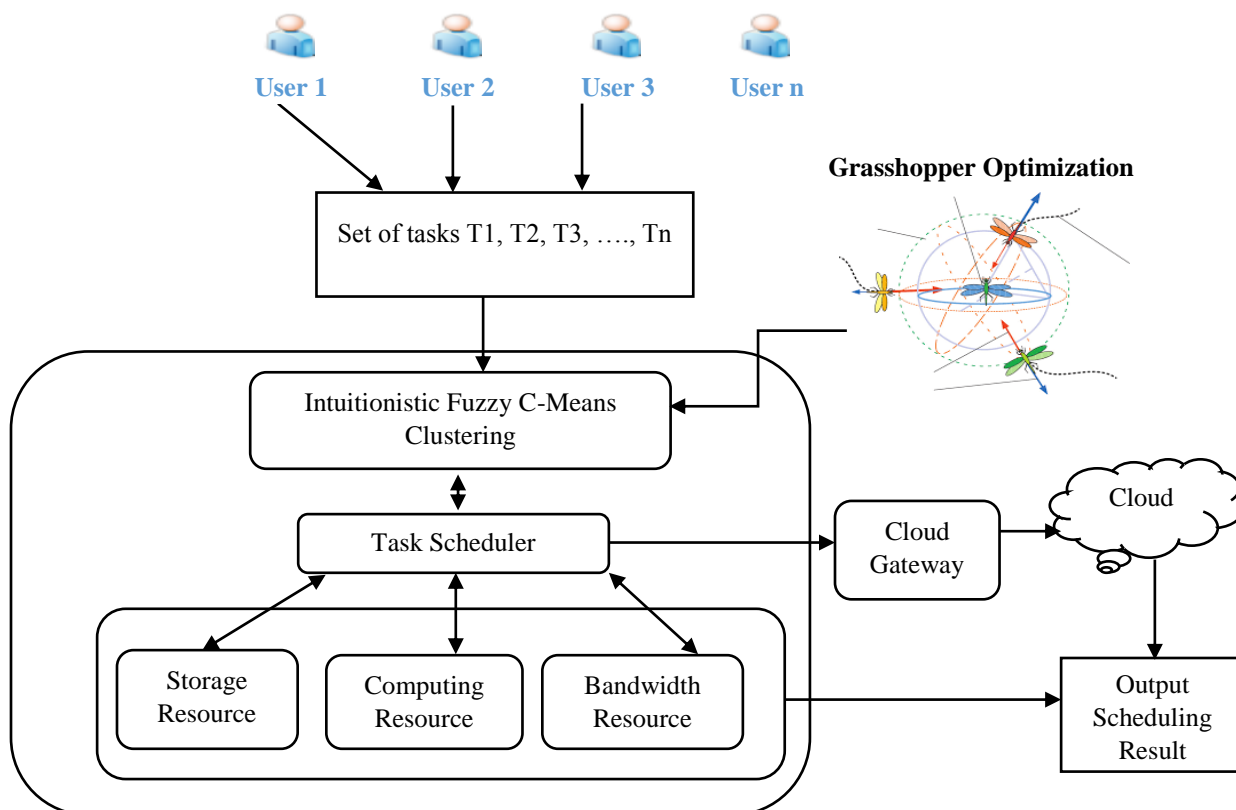 User 1
User 2
User 3
User n
Grasshopper Optimization
Set of tasks T1, T2, T3, …., Tn
Intuitionistic Fuzzy C-Means
Clustering
Task Scheduler
Cloud
Gateway
Cloud
Storage
Resource
Computing
Resource
Bandwidth
Resource
Output
Scheduling
Result